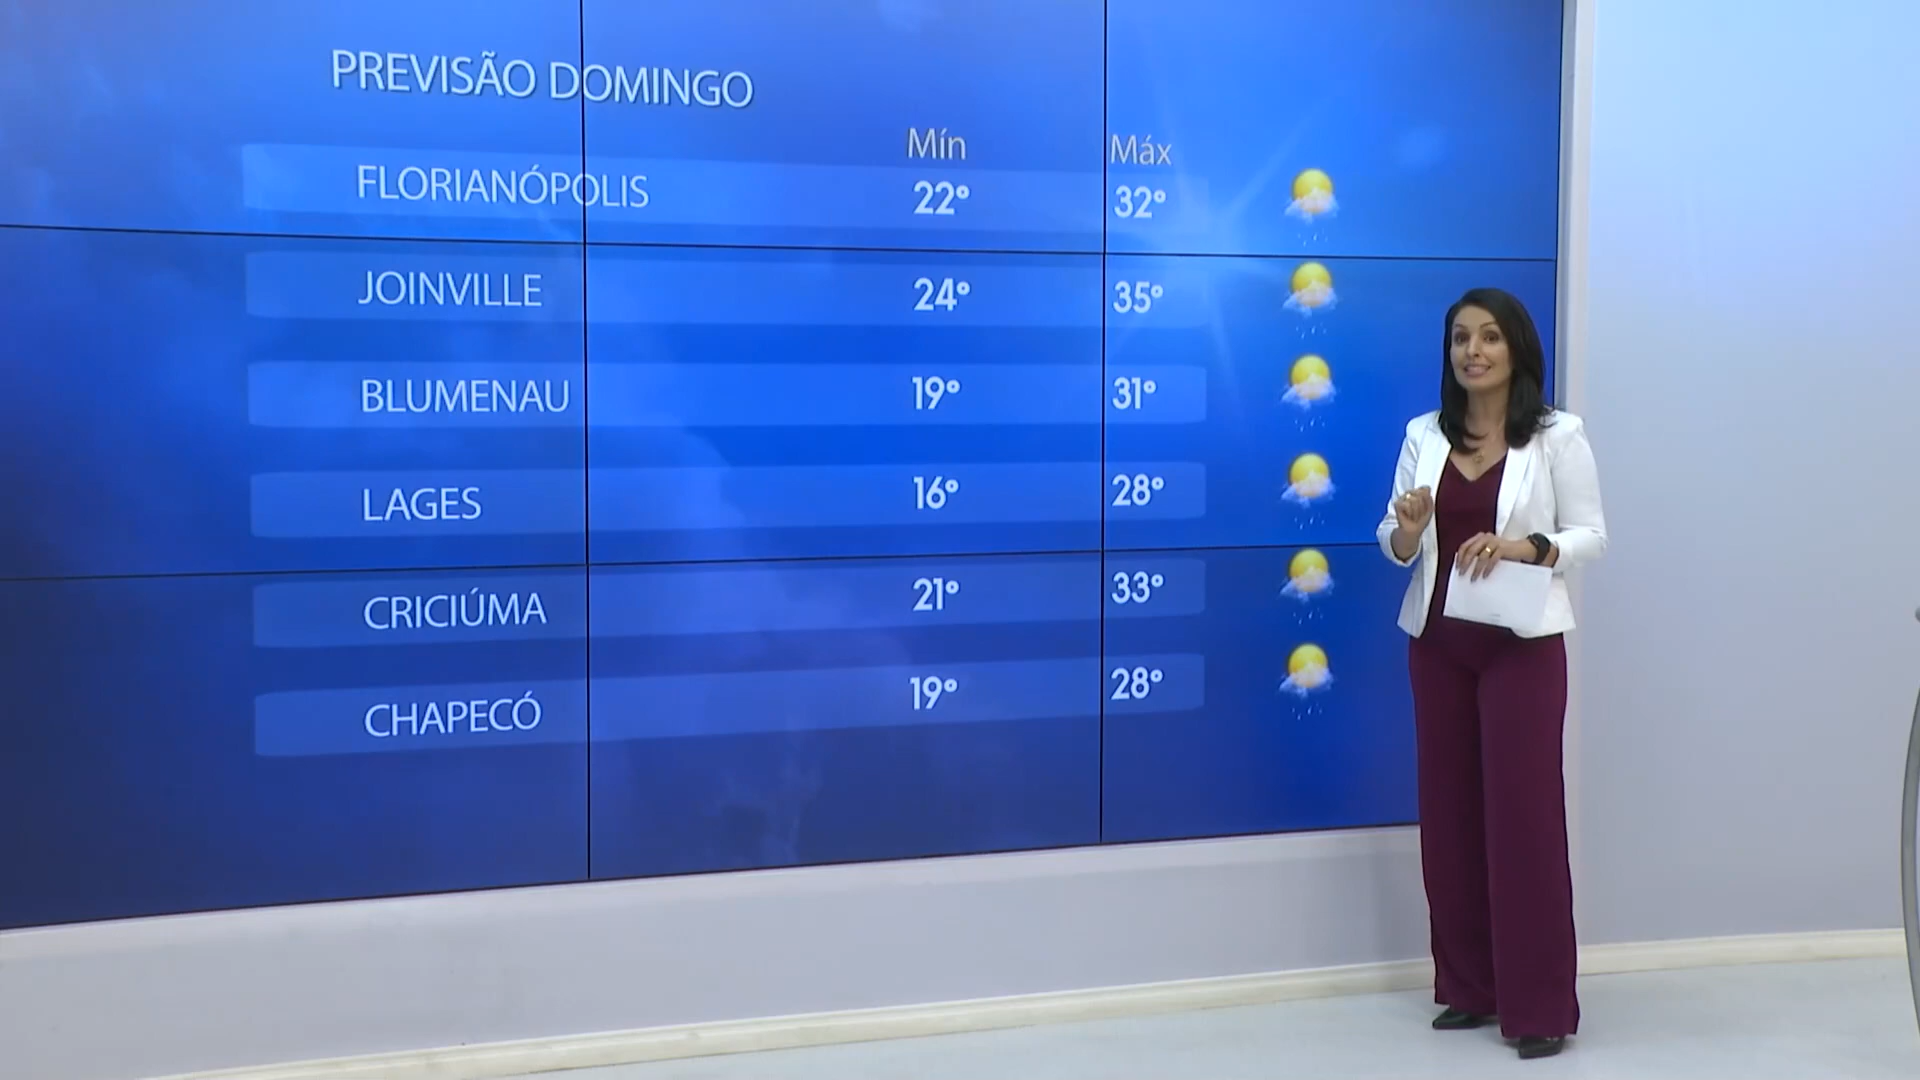 PREVISÃO DOMINGO
Mín Máx
FLORIANÓPOLIS 22° 32°
JOINVILLE 24° 35°
BLUMENAU 19° 31°
LAGES 16° 28°
CRICIÚMA 21° 33°
CHAPECÓ 19° 28°